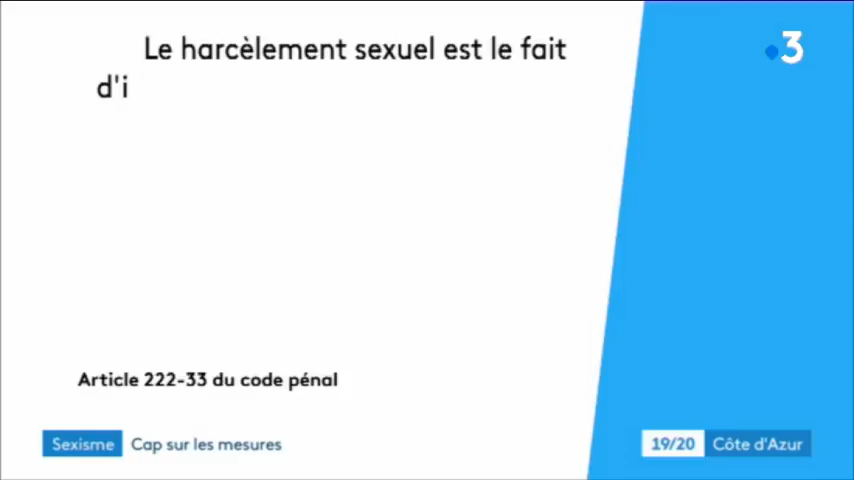 3
Le harcèlement sexuel est le fait
d'i
Article 222-33 du code pénal
Sexisme Cap sur les mesures
19/20 Côte d'Azur